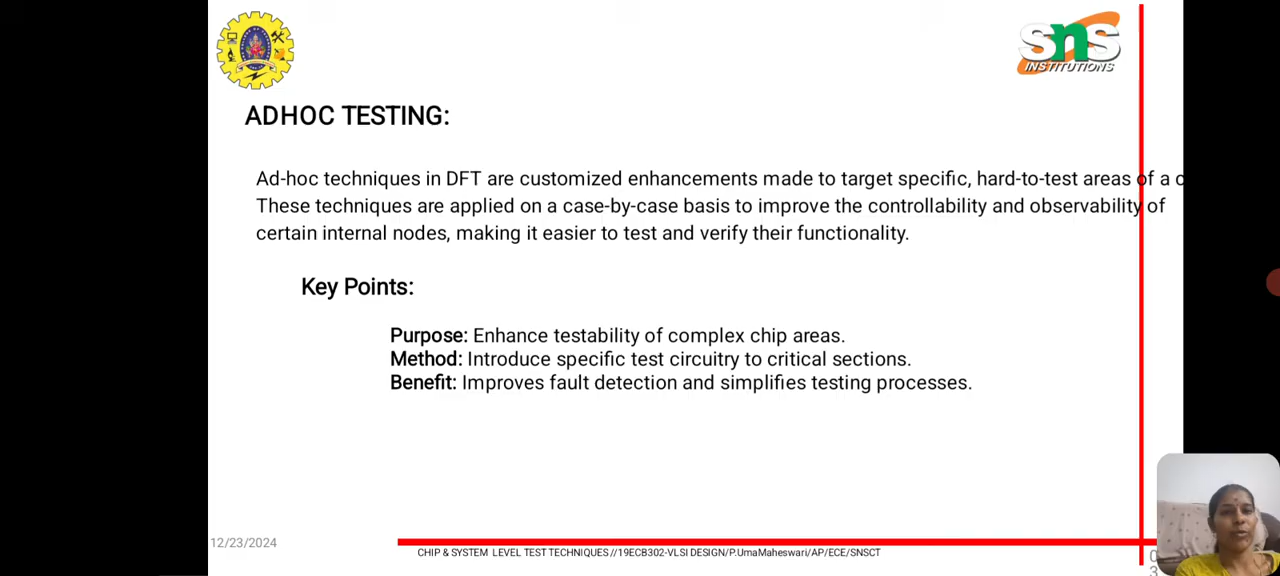 SnS
INSTITUTIONS
ADHOC TESTING:
Ad-hoc techniques in DFT are customized enhancements made to target specific, hard-to-test areas of a c
These techniques are applied on a case-by-case basis to improve the controllability and observability of
certain internal nodes, making it easier to test and verify their functionality.
Key Points:
Purpose: Enhance testability of complex chip areas.
Method: Introduce specific test circuitry to critical sections.
Benefit: Improves fault detection and simplifies testing processes.
12/23/2024
CHIP & SYSTEM LEVEL TEST TECHNIQUES//19ECB302-VLSI DESIGN/P.UmaMaheswari/AP/ECE/SNSCT
0
3